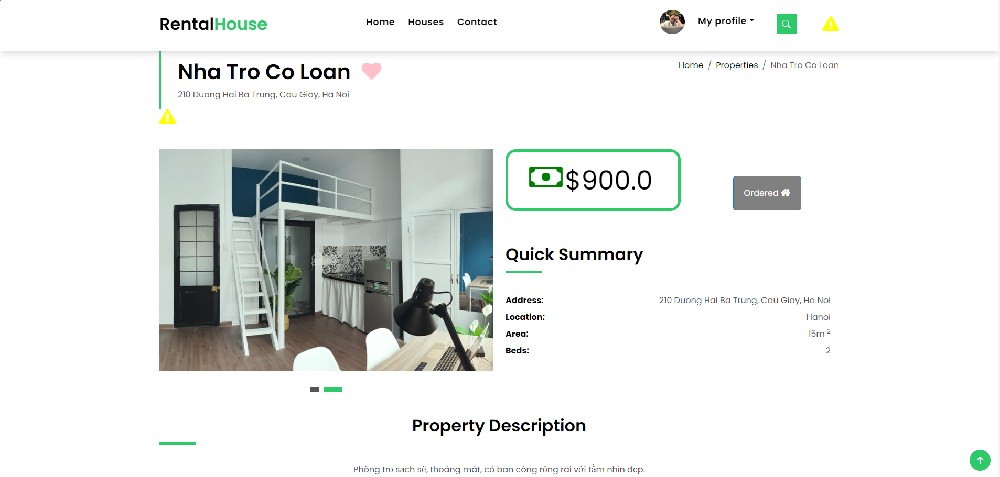 RentalHouse
Home Houses Contact
My profile
Nha Tro Co Loan
210 Duong Hai Ba Trung, Cau Giay, Ha Noi
Home / Properties / Nha Tro Co Loan
$900.0
Ordered
Quick Summary
Address: 210 Duong Hai Ba Trung, Cau Giay, Ha Noi
Location: Hanoi
Area: 15m 2
Beds: 2
Property Description
Phòng trọ sạch sẽ, thoáng mát, có ban công rộng rãi với tầm nhìn đẹp.